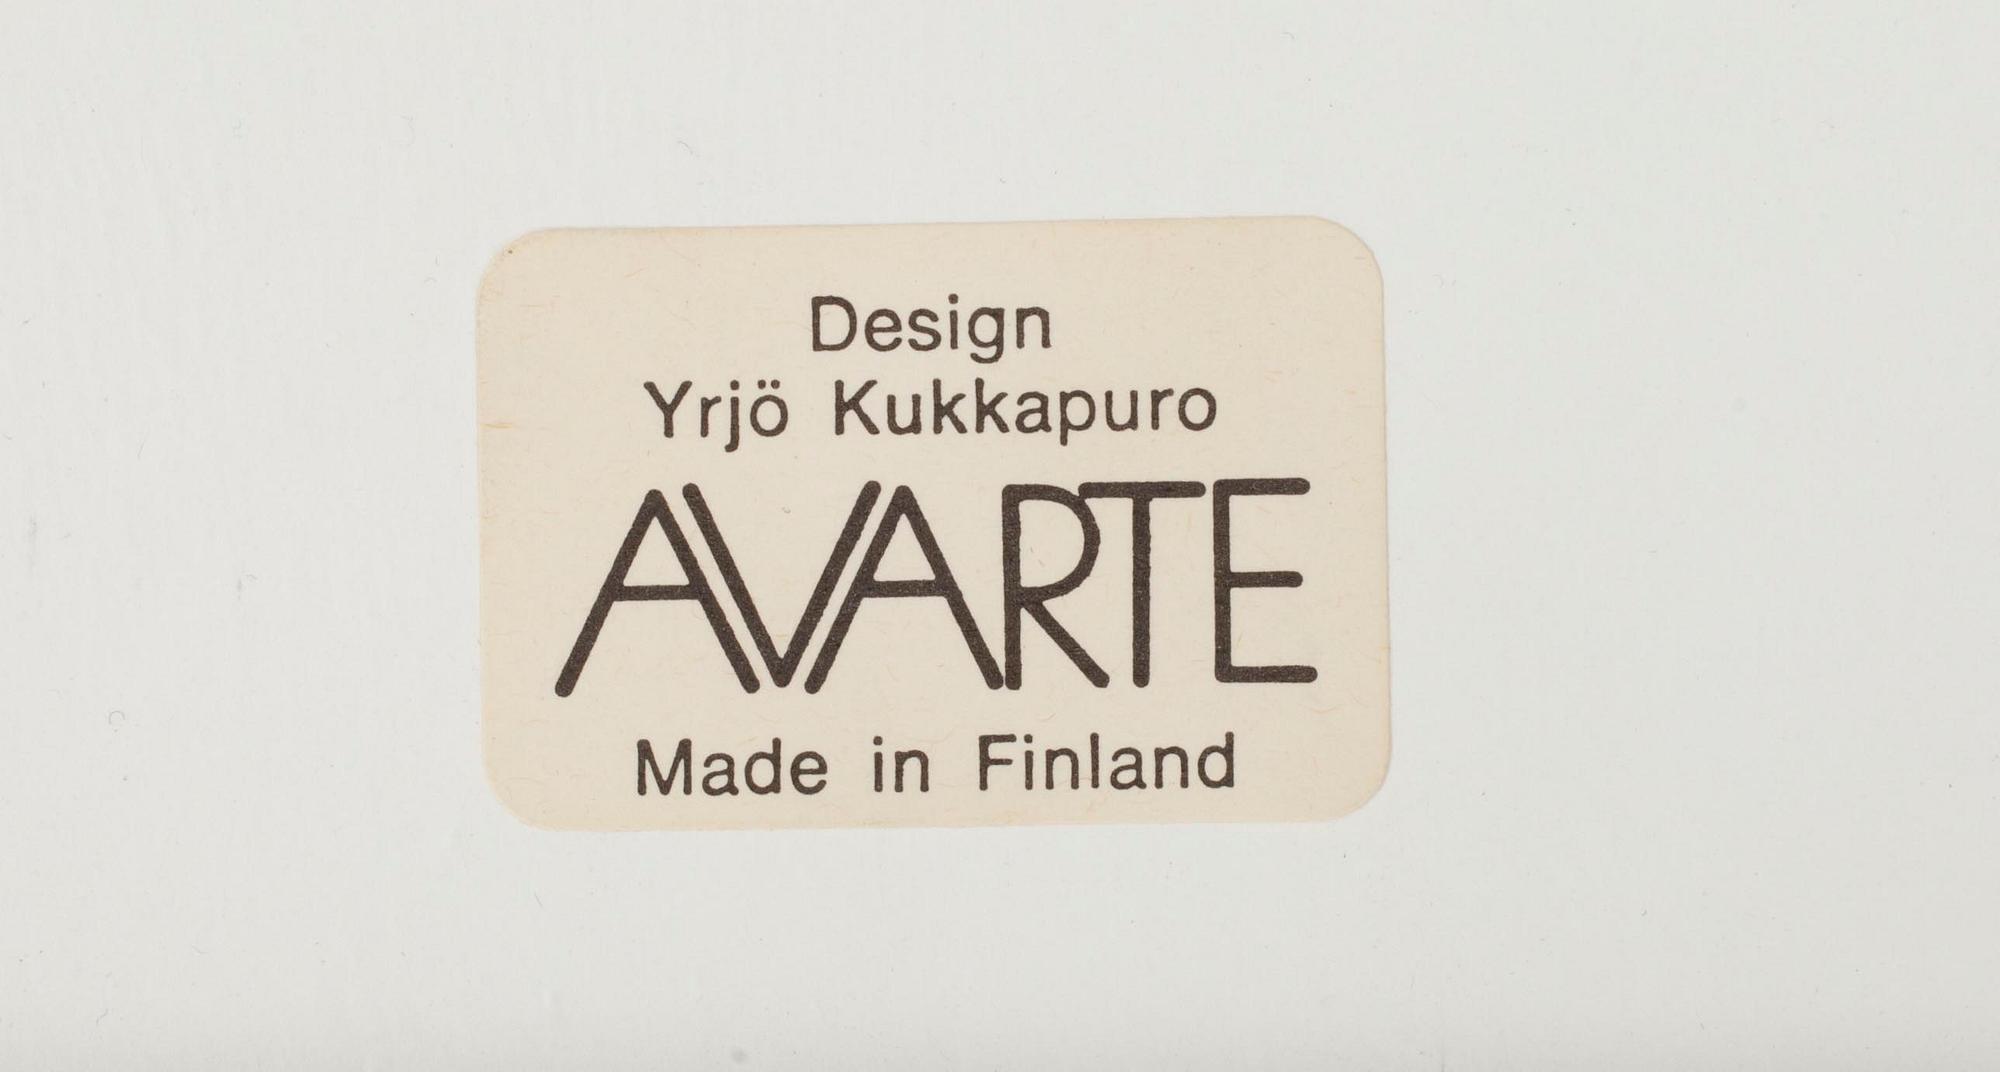 Design
Yrjö Kukkapuro
AVARTE
Made in Finland